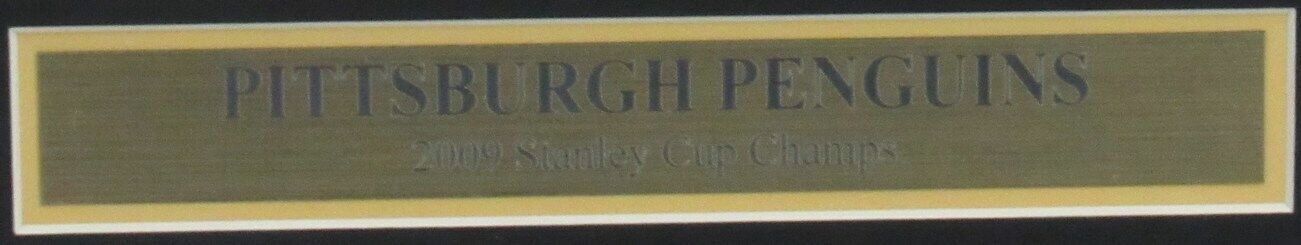 PITTSBURGH PENGUINS
2009 Stanley Cup Champs